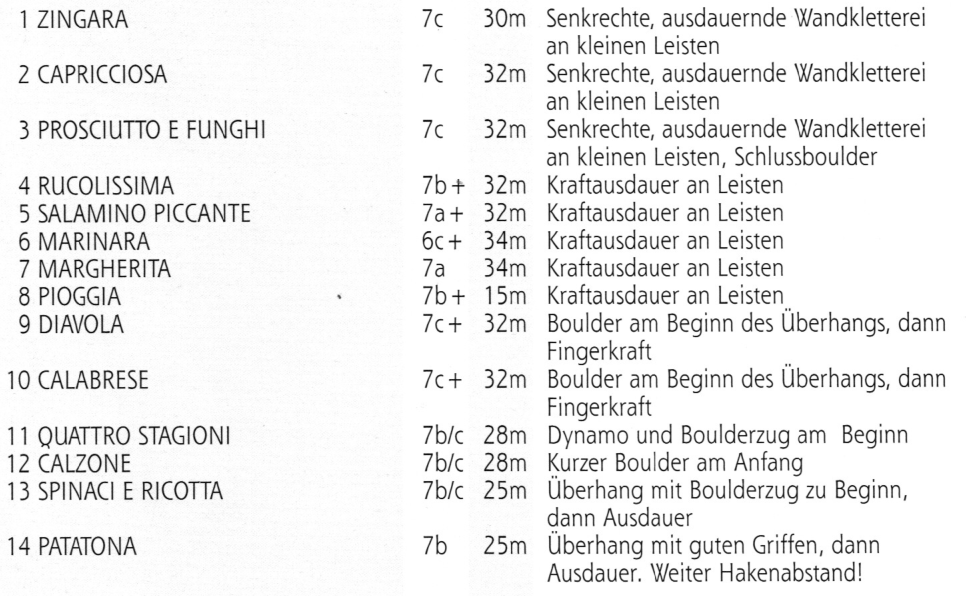 1 ZINGARA 7c 30m Senkrechte, ausdauernde Wandkletterei
an kleinen Leisten
2 CAPRICCIOSA 7c 32m Senkrechte, ausdauernde Wandkletterei
an kleinen Leisten
3 PROSCIUTTO E FUNGHI 7c 32m Senkrechte, ausdauernde Wandkletterei
an kleinen Leisten, Schlussboulder
4 RUCOLISSIMA 7b+ 32m Kraftausdauer an Leisten
5 SALAMINO PICCANTE 7a+ 32m Kraftausdauer an Leisten
6 MARINARA 6c+ 34m Kraftausdauer an Leisten
7 MARGHERITA 7a 34m Kraftausdauer an Leisten
8 PIOGGIA 7b+ 15m Kraftausdauer an Leisten
9 DIAVOLA 7c+ 32m Boulder am Beginn des Überhangs, dann
Fingerkraft
10 CALABRESE 7c+ 32m Boulder am Beginn des Überhangs, dann
Fingerkraft
11 QUATTRO STAGIONI 7b/c 28m Dynamo und Boulderzug am Beginn
12 CALZONE 7b/c 28m Kurzer Boulder am Anfang
13 SPINACI E RICOTTA 7b/c 25m Überhang mit Boulderzug zu Beginn,
dann Ausdauer
14 PATATONA 7b 25m Überhang mit guten Griffen, dann
Ausdauer. Weiter Hakenabstand!